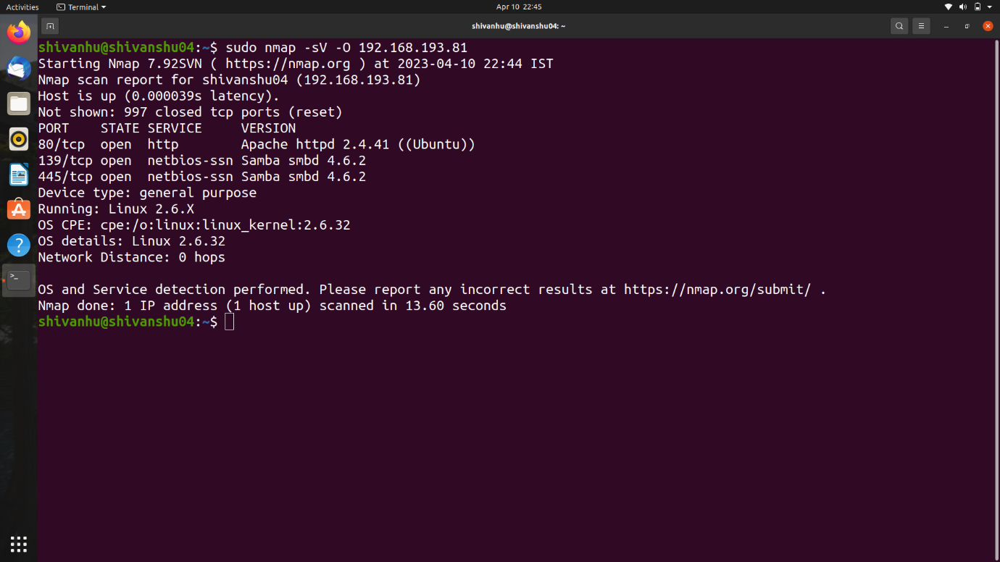 Activities
Terminal
Apr 10 22:45
shivanhu@shivanshu04: ~
shivanhu@shivanshu04:~$ sudo nmap -sV -O 192.168.193.81
Starting Nmap 7.92SVN ( https://nmap.org ) at 2023-04-10 22:44 IST
Nmap scan report for shivanshu04 (192.168.193.81)
Host is up (0.000039s latency).
Not shown: 997 closed tcp ports (reset)
PORT    STATE SERVICE     VERSION
80/tcp  open  http        Apache httpd 2.4.41 ((Ubuntu))
139/tcp open  netbios-ssn Samba smbd 4.6.2
445/tcp open  netbios-ssn Samba smbd 4.6.2
Device type: general purpose
Running: Linux 2.6.X
OS CPE: cpe:/o:linux:linux_kernel:2.6.32
OS details: Linux 2.6.32
Network Distance: 0 hops
OS and Service detection performed. Please report any incorrect results at https://nmap.org/submit/ .
Nmap done: 1 IP address (1 host up) scanned in 13.60 seconds
shivanhu@shivanshu04:~$